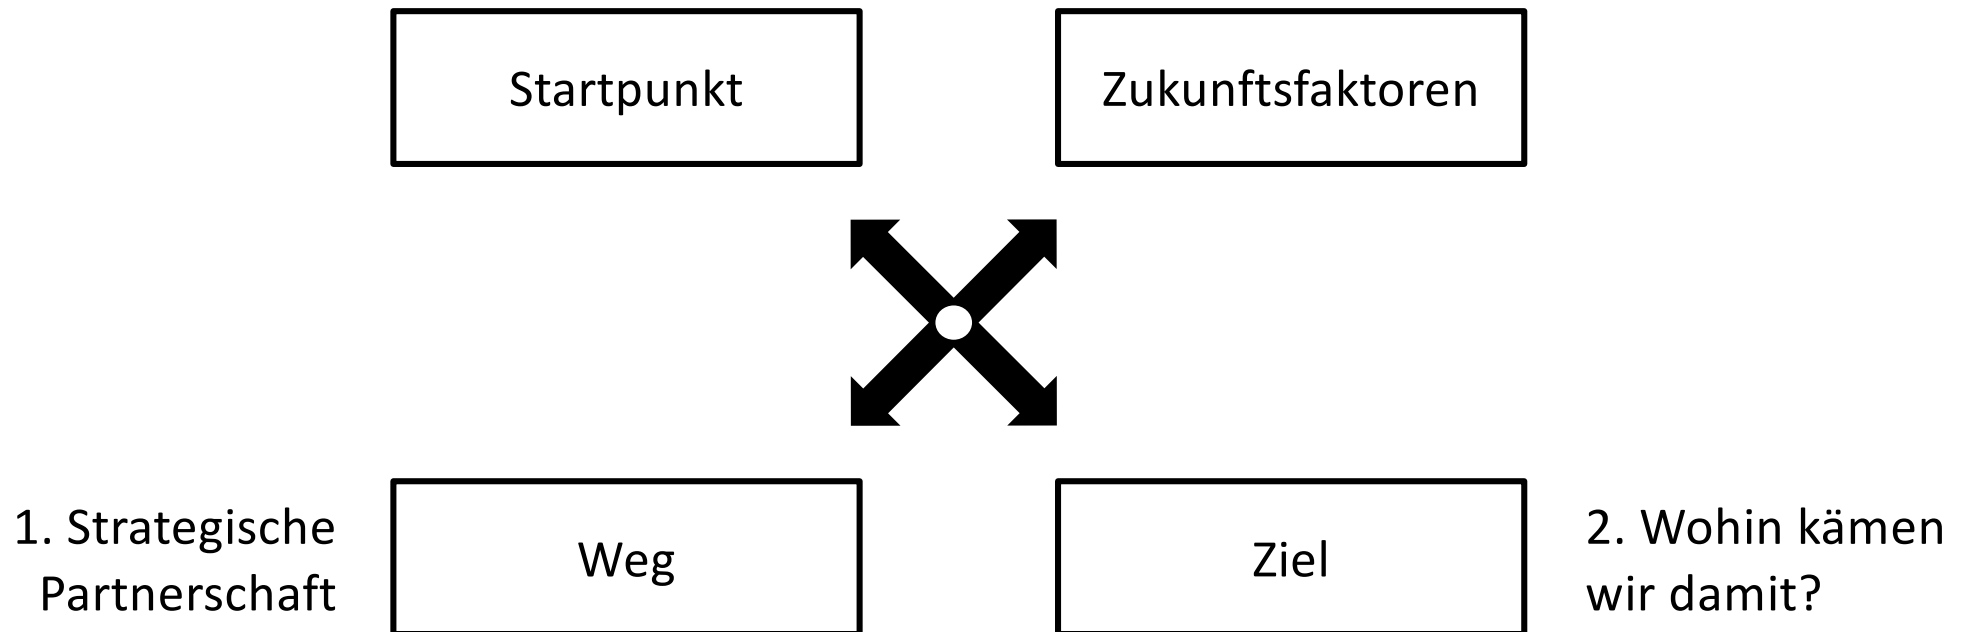 Startpunkt
Zukunftsfaktoren
1. Strategische
Partnerschaft
Weg
Ziel
2. Wohin kämen
wir damit?